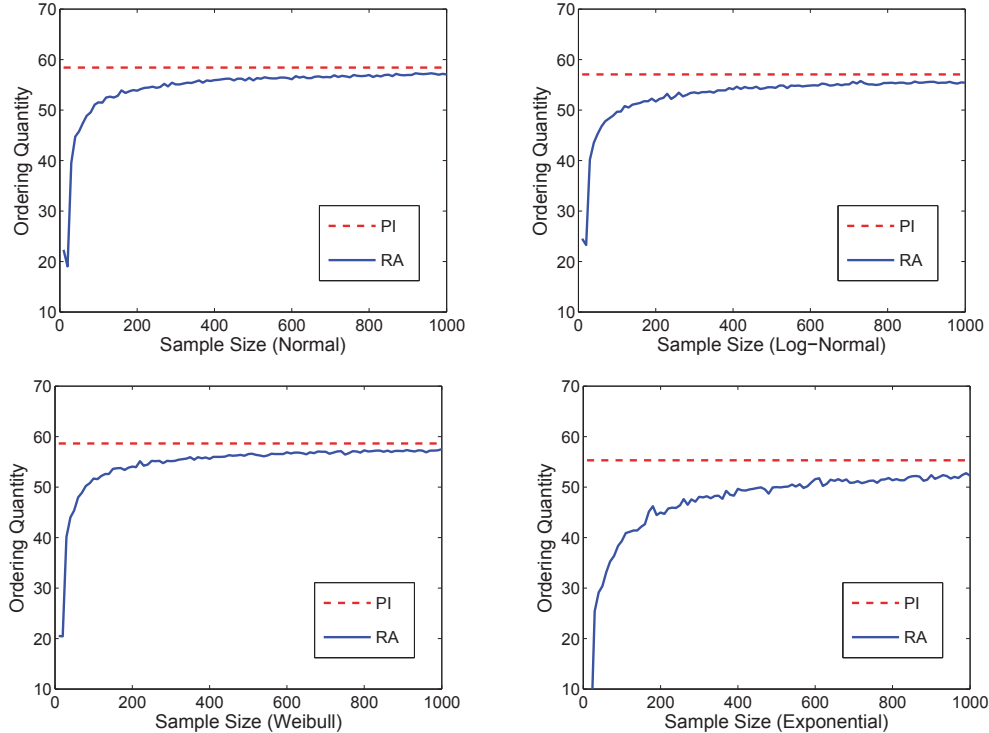 70
60
50
40
30
20
10
Ordering Quantity
PI
RA
0 200 400 600 800 1000
Sample Size (Normal)
70
60
50
40
30
20
10
Ordering Quantity
PI
RA
0 200 400 600 800 1000
Sample Size (Log−Normal)
70
60
50
40
30
20
10
Ordering Quantity
PI
RA
0 200 400 600 800 1000
Sample Size (Weibull)
70
60
50
40
30
20
10
Ordering Quantity
PI
RA
0 200 400 600 800 1000
Sample Size (Exponential)